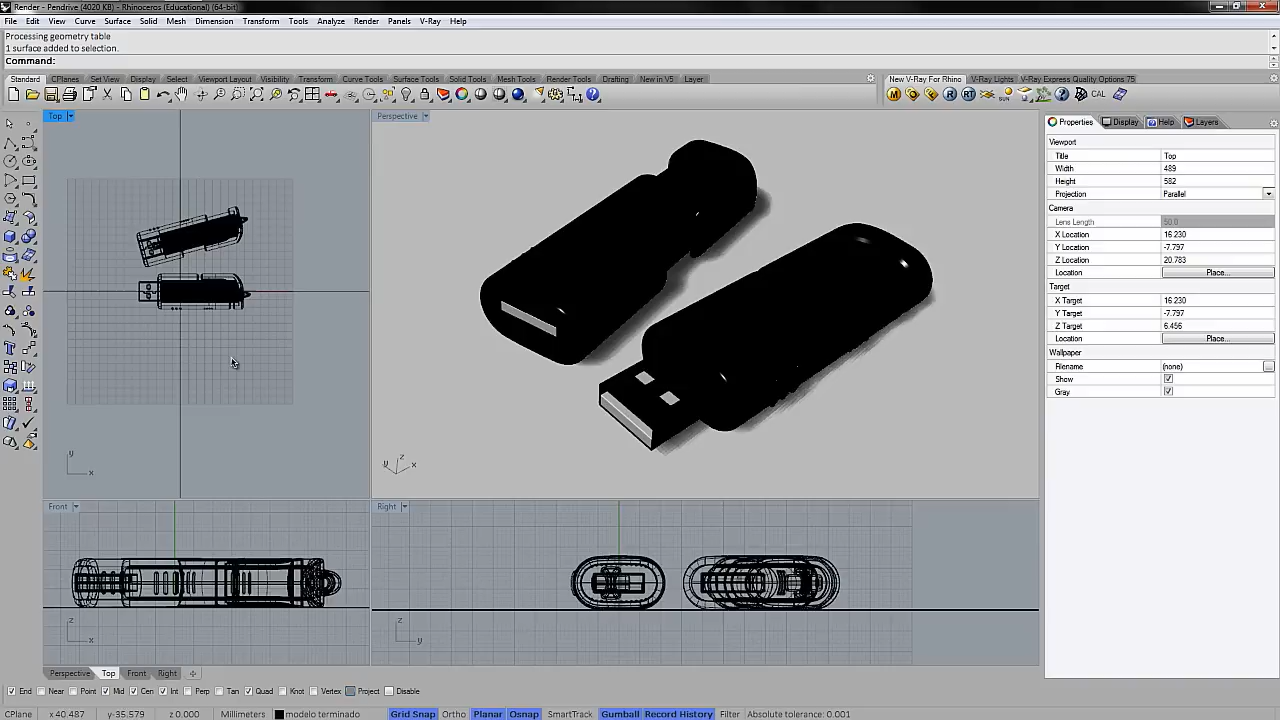 Render - Pendrive (4020 KB) - Rhinoceros (Educational) (64-bit)
File Edit View Curve Surface Solid Mesh Dimension Transform Tools Analyze Render Panels V-Ray Help
Processing geometry table
1 surface added to selection.
Command:
Standard CPlanes Set View Display Select Viewport Layout Visibility Transform Curve Tools Surface Tools Solid Tools Mesh Tools Render Tools Drafting New in V5 Layer New V-Ray For Rhino V-Ray Lights V-Ray Express Quality Options 75
CAL
Top Perspective Properties Display Help Layers
Viewport
Title Top
Width 489
Height 582
Projection Parallel
Camera
Lens Length 50.0
X Location 16.230
Y Location -7.797
Z Location 20.783
Location Place...
Target
X Target 16.230
Y Target -7.797
Z Target 6.456
Location Place...
Wallpaper
Filename (none)
Show
Gray
y x
y z x
Front Right
z x
z y
Perspective Top Front Right
End Near Point Mid Cen Int Perp Tan Quad Knot Vertex Project Disable
CPlane x 40.487 y -35.579 z 0.000 Millimeters modelo terminado Grid Snap Ortho Planar Osnap SmartTrack Gumball Record History Filter Absolute tolerance: 0.001